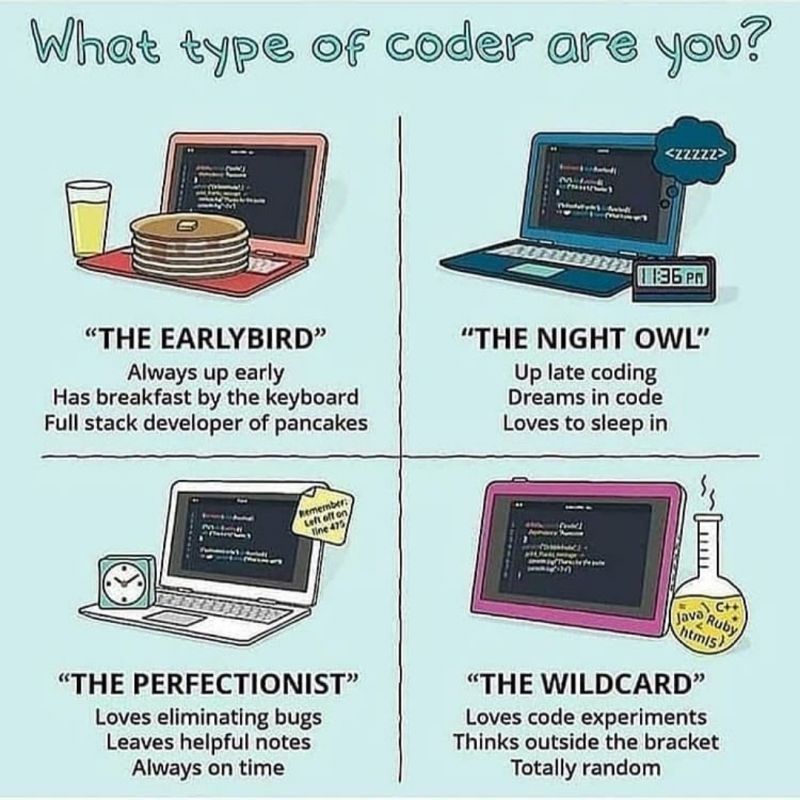 What type of coder are you?
<zzzzz>
11:36 PM
"THE EARLYBIRD"
Always up early
Has breakfast by the keyboard
Full stack developer of pancakes
"THE NIGHT OWL"
Up late coding
Dreams in code
Loves to sleep in
Remember:
Left off on
line 475
"THE PERFECTIONIST"
Loves eliminating bugs
Leaves helpful notes
Always on time
C++
Java Ruby
html5
"THE WILDCARD"
Loves code experiments
Thinks outside the bracket
Totally random